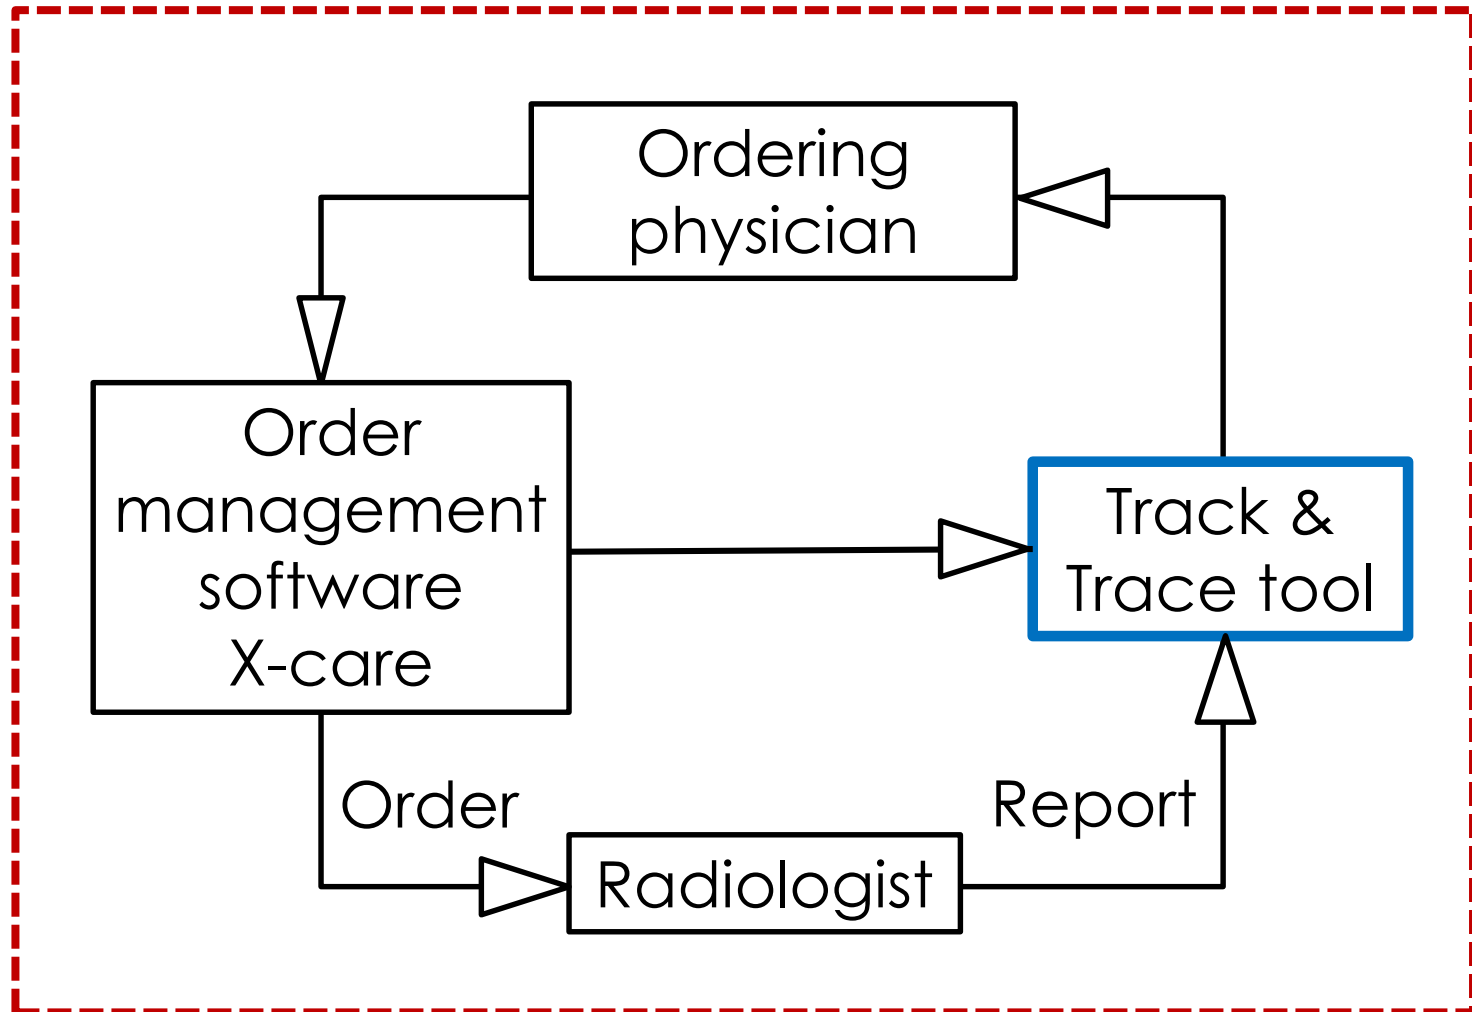 Ordering
physician
Order
management
software
X-care
Track &
Trace tool
Order
Report
Radiologist